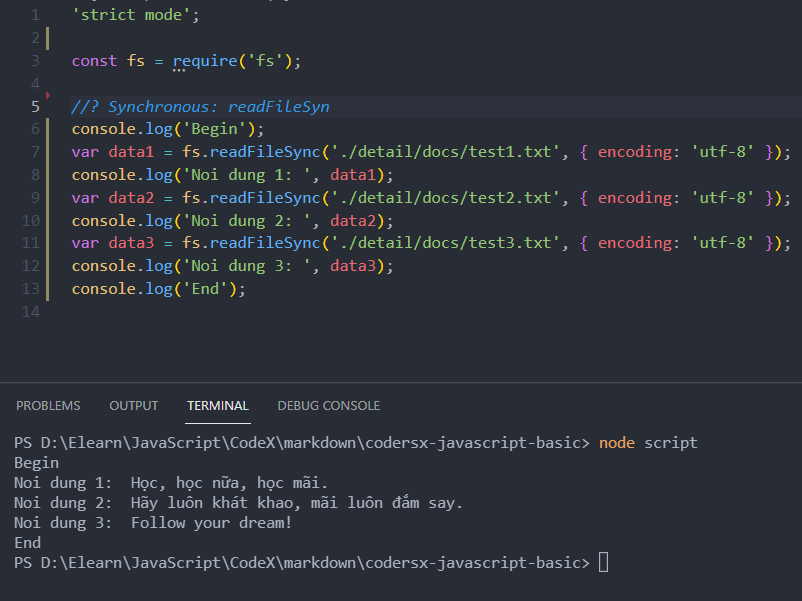 1 'strict mode';
2
3 const fs = require('fs');
4
5 //? Synchronous: readFileSyn
6 console.log('Begin');
7 var data1 = fs.readFileSync('./detail/docs/test1.txt', { encoding: 'utf-8' });
8 console.log('Noi dung 1: ', data1);
9 var data2 = fs.readFileSync('./detail/docs/test2.txt', { encoding: 'utf-8' });
10 console.log('Noi dung 2: ', data2);
11 var data3 = fs.readFileSync('./detail/docs/test3.txt', { encoding: 'utf-8' });
12 console.log('Noi dung 3: ', data3);
13 console.log('End');
14
PROBLEMS OUTPUT TERMINAL DEBUG CONSOLE
PS D:\Elearn\JavaScript\CodeX\markdown\codersx-javascript-basic> node script
Begin
Noi dung 1:  Học, học nữa, học mãi.
Noi dung 2:  Hãy luôn khát khao, mãi luôn đắm say.
Noi dung 3:  Follow your dream!
End
PS D:\Elearn\JavaScript\CodeX\markdown\codersx-javascript-basic>